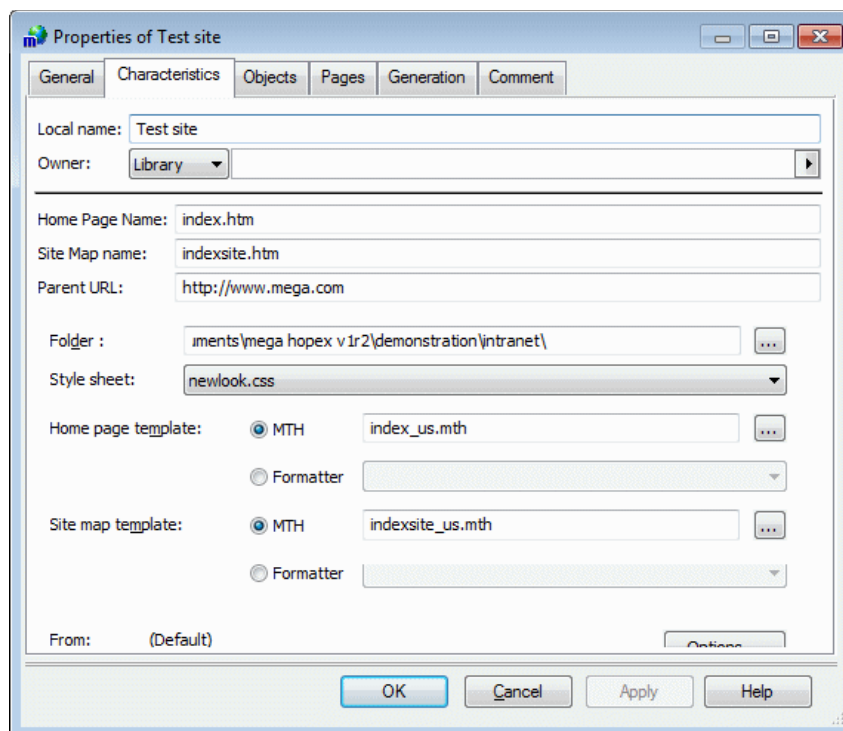 Properties of Test site
General Characteristics Objects Pages Generation Comment
Local name: Test site
Owner: Library
Home Page Name: index.htm
Site Map name: indexsite.htm
Parent URL: http://www.mega.com
Folder : uments\mega hopex v1r2\demonstration\intranet\
Style sheet: newlook.css
Home page template: MTH index_us.mth ...
Formatter
Site map template: MTH indexsite_us.mth ...
Formatter
From: (Default) Options...
OK Cancel Apply Help